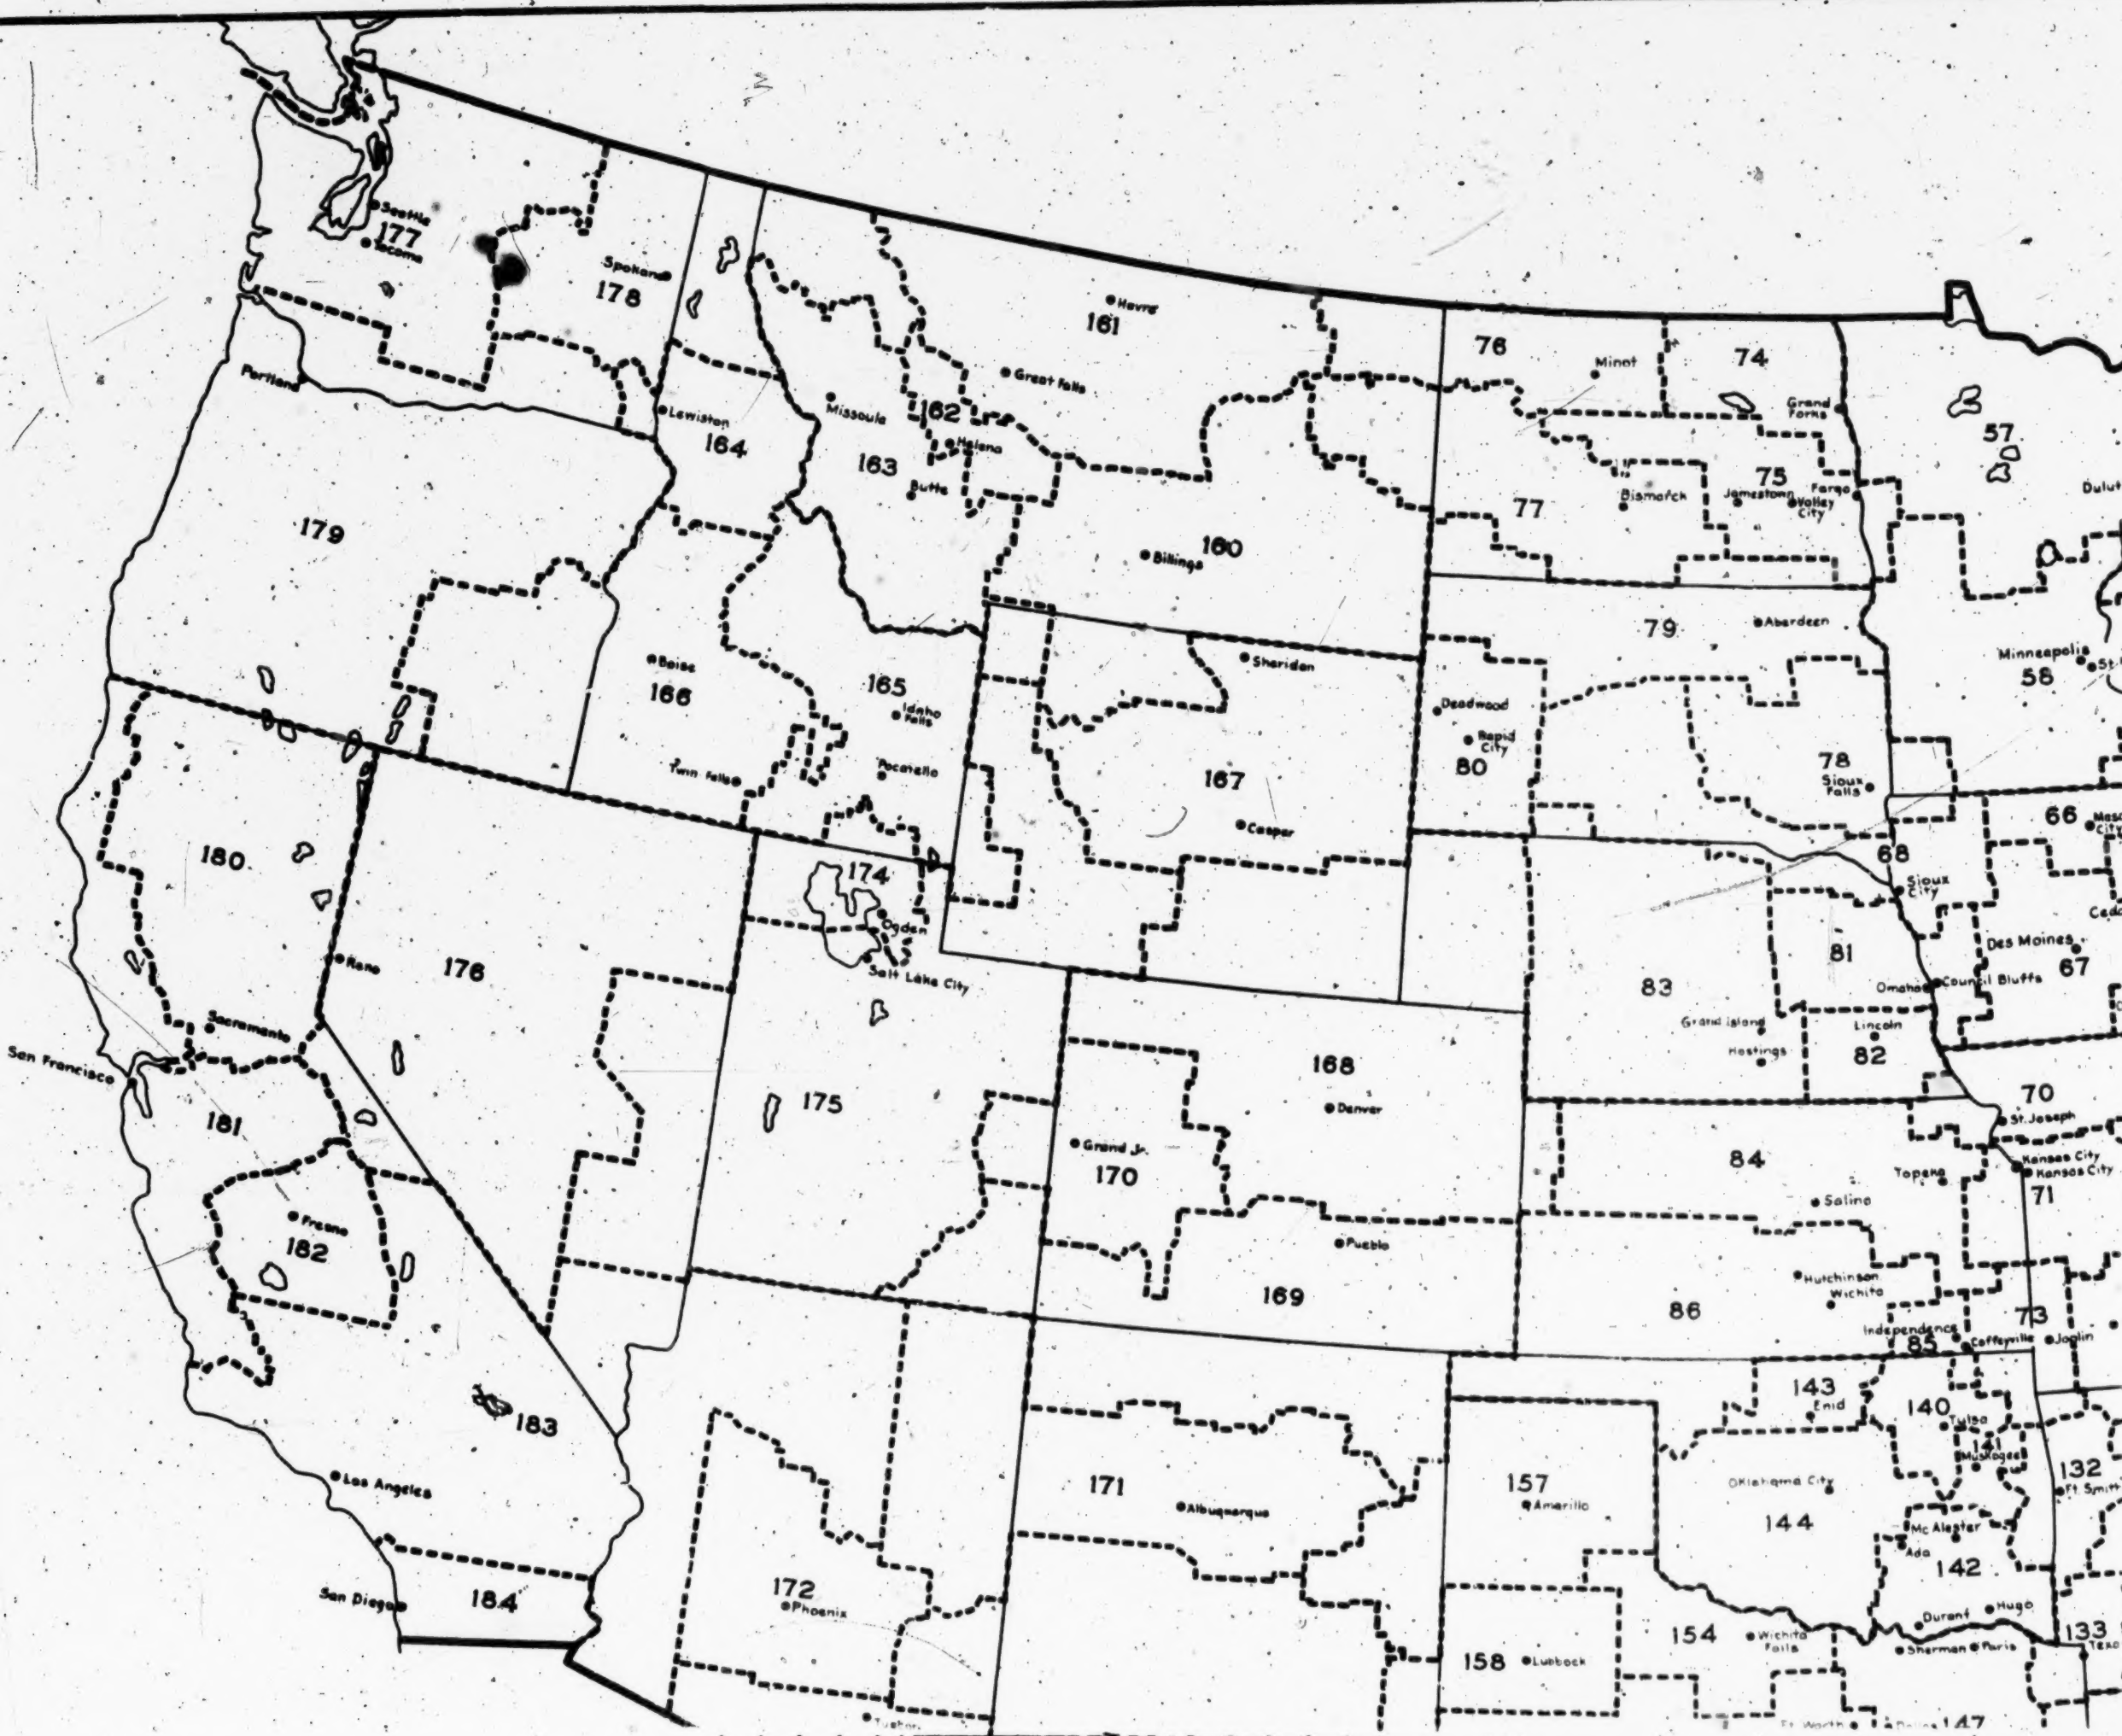 Seattle
177
Tacoma
Spokane
178
Portland
Lewiston
164
Missoula
162
Helena
163
Butte
Havre
161
Great Falls
Billings
160
76
Minot
74
Grand
Forks
57
77
Bismarck
75
Jamestown
Valley
City
Fargo
179
Boise
166
Twin Falls
165
Idaho
Falls
Pocatello
Sheridan
167
Casper
79
Aberdeen
Deadwood
Rapid
City
80
78
Sioux
Falls
Minneapolis
58
66
68
Sioux
City
Des Moines
67
180
Reno
176
Sacramento
San Francisco
181
174
Ogden
Salt Lake City
175
168
Denver
Grand Jr.
170
Pueblo
169
83
Grand Island
Hastings
81
Omaha
Council Bluffs
Lincoln
82
70
St. Joseph
Kansas City
Kansas City
71
84
Topeka
Salina
Hutchinson
Wichita
86
Independence
85
Coffeyville
73
Joplin
Fresno
182
183
Los Angeles
San Diego
184
172
Phoenix
171
Albuquerque
157
Amarillo
143
Enid
140
Tulsa
141
Muskogee
132
Oklahoma City
144
Mc Alester
Ada
142
Durant
Hugo
133
158
Lubbock
154
Wichita
Falls
Sherman
Paris
Ft. Worth
147